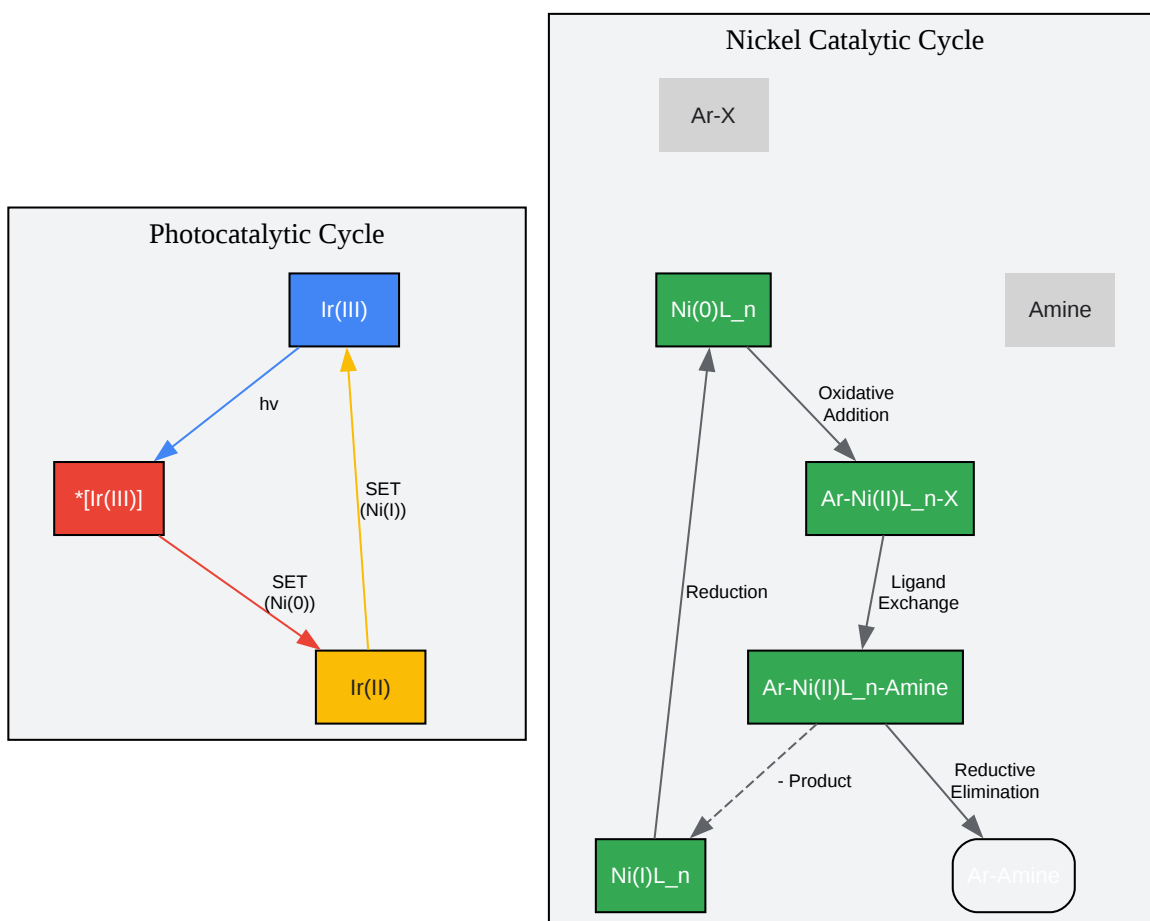 Nickel Catalytic Cycle
Ar-X
Photocatalytic Cycle
Ir(III)
Ni(0)L_n
Amine
hv
Oxidative
Addition
*[Ir(III)]
SET
(Ni(I))
Ar-Ni(II)L_n-X
SET
(Ni(0))
Reduction
Ligand
Exchange
Ir(II)
Ar-Ni(II)L_n-Amine
- Product
Reductive
Elimination
Ni(I)L_n
Ar-Amine